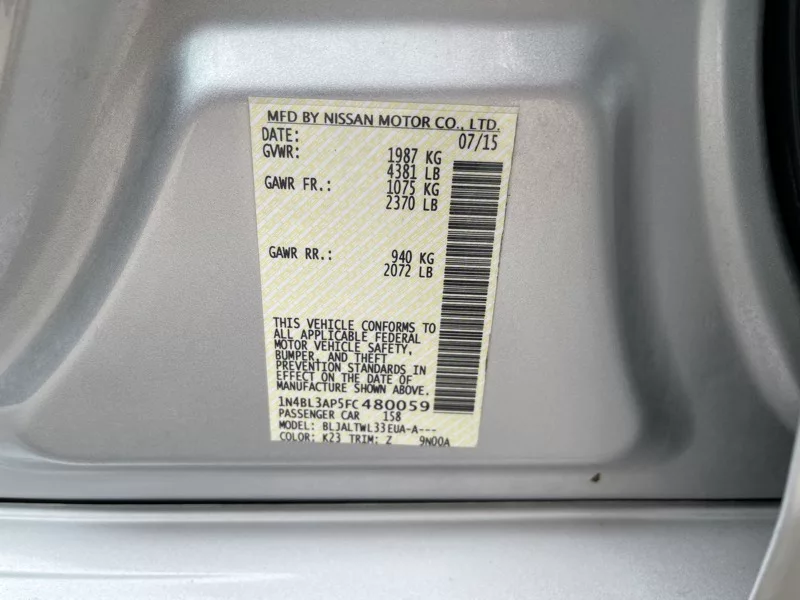 MFD BY NISSAN MOTOR CO., LTD.
DATE: 07/15
GVWR: 1987 KG
4381 LB
GAWR FR.: 1075 KG
2370 LB
GAWR RR.: 940 KG
2072 LB
THIS VEHICLE CONFORMS TO
ALL APPLICABLE FEDERAL
MOTOR VEHICLE SAFETY,
BUMPER, AND THEFT
PREVENTION STANDARDS IN
EFFECT ON THE DATE OF
MANUFACTURE SHOWN ABOVE.
1N4BL3AP5FC480059
PASSENGER CAR 158
MODEL: BLJALTWL33EUA-A---
COLOR: K23 TRIM: Z 9N00A